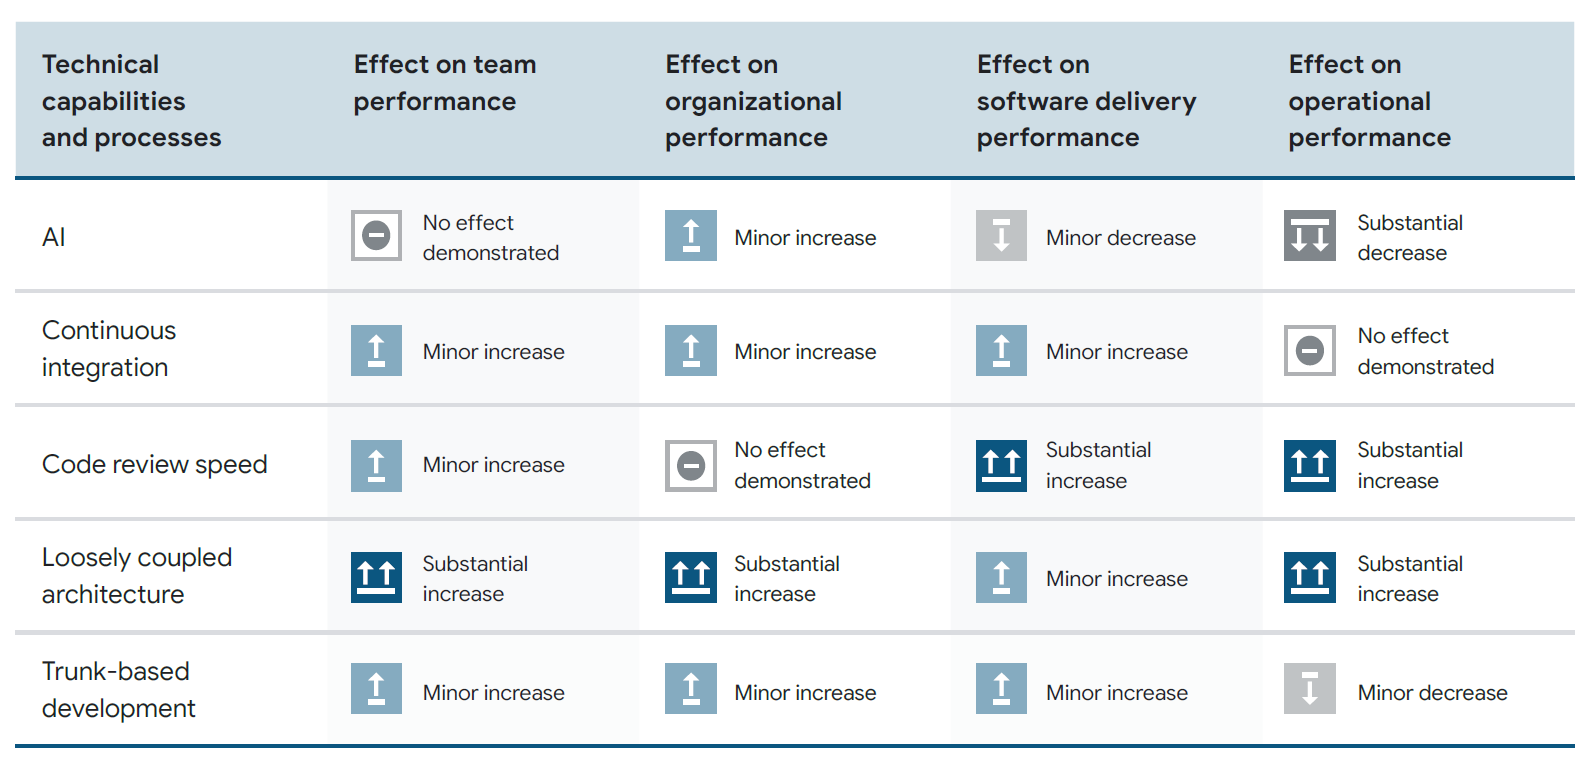 Technical
capabilities
and processes
Effect on team
performance
Effect on
organizational
performance
Effect on
software delivery
performance
Effect on
operational
performance
AI
No effect
demonstrated
Minor increase
Minor decrease
Substantial
decrease
Continuous
integration
Minor increase
Minor increase
Minor increase
No effect
demonstrated
Code review speed
Minor increase
No effect
demonstrated
Substantial
increase
Substantial
increase
Loosely coupled
architecture
Substantial
increase
Substantial
increase
Minor increase
Substantial
increase
Trunk-based
development
Minor increase
Minor increase
Minor increase
Minor decrease